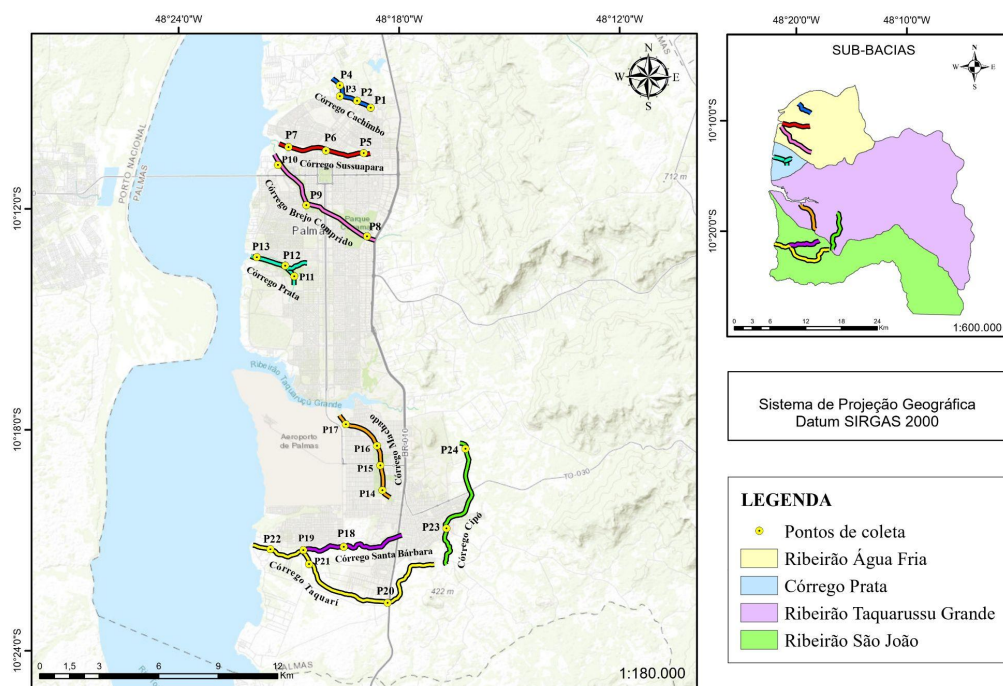 48°24'0"W
48°18'0"W
48°12'0"W
10°12'0"S
10°18'0"S
10°24'0"S
PORTO NACIONAL
PALMAS
N
W E
S
P4
P3
P2
P1
Córrego Cachimbo
P7
P6
P5
Córrego Sussuapara
P10
P9
P8
Córrego Brejo Comprido
Parque
Palmas
712 m
P13
P12
P11
Córrego Prata
Ribeirão Taquaruçú Grande
Aeroporto
de Palmas
P17
P16
P15
P14
Córrego Machado
BR-010
TO-030
P24
P23
Córrego Cipó
P22
P19
P18
P21
P20
Córrego Santa Bárbara
Córrego Taquari
422 m
PALMAS
0 1,5 3 6 9 12
Km
1:180.000
48°20'0"W
48°10'0"W
SUB-BACIAS
N
W E
S
10°10'0"S
10°20'0"S
0 3 6 12 18 24
Km
1:600.000
Sistema de Projeção Geográfica
Datum SIRGAS 2000
LEGENDA
Pontos de coleta
Ribeirão Água Fria
Córrego Prata
Ribeirão Taquarussu Grande
Ribeirão São João